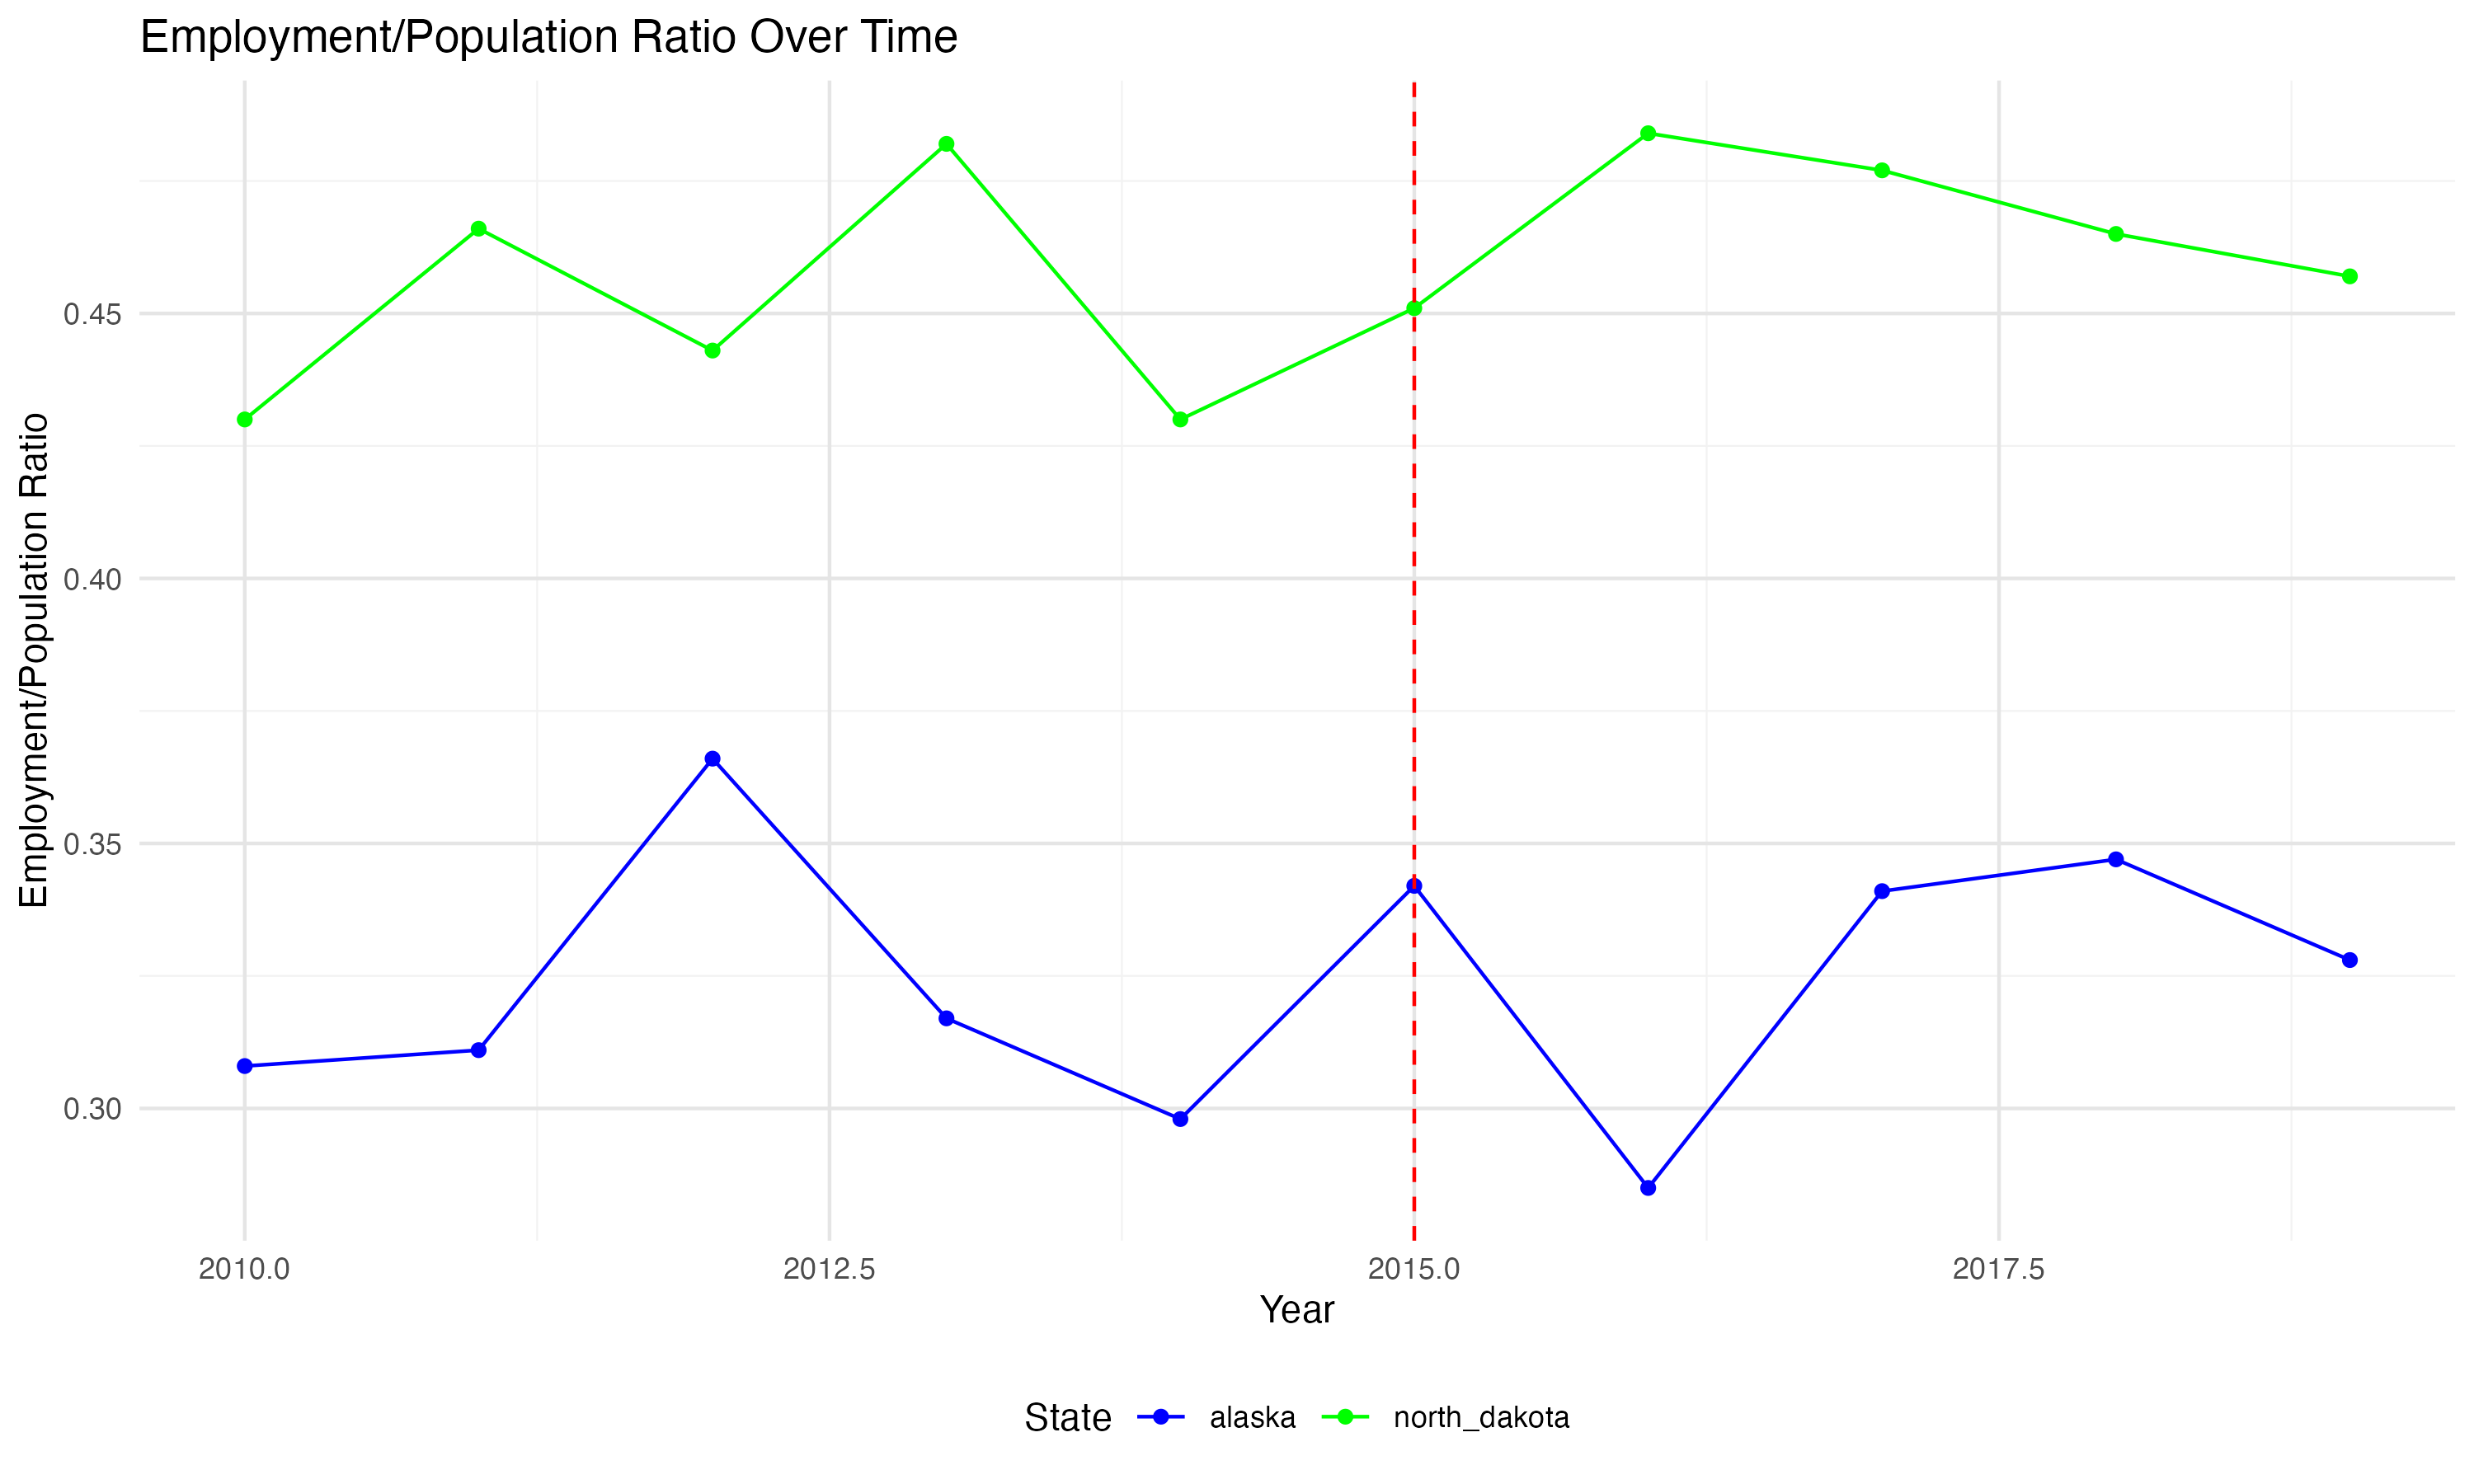 Employment/Population Ratio Over Time
Employment/Population Ratio
0.45
0.40
0.35
0.30
2010.0 2012.5 2015.0 2017.5
Year
State alaska north_dakota